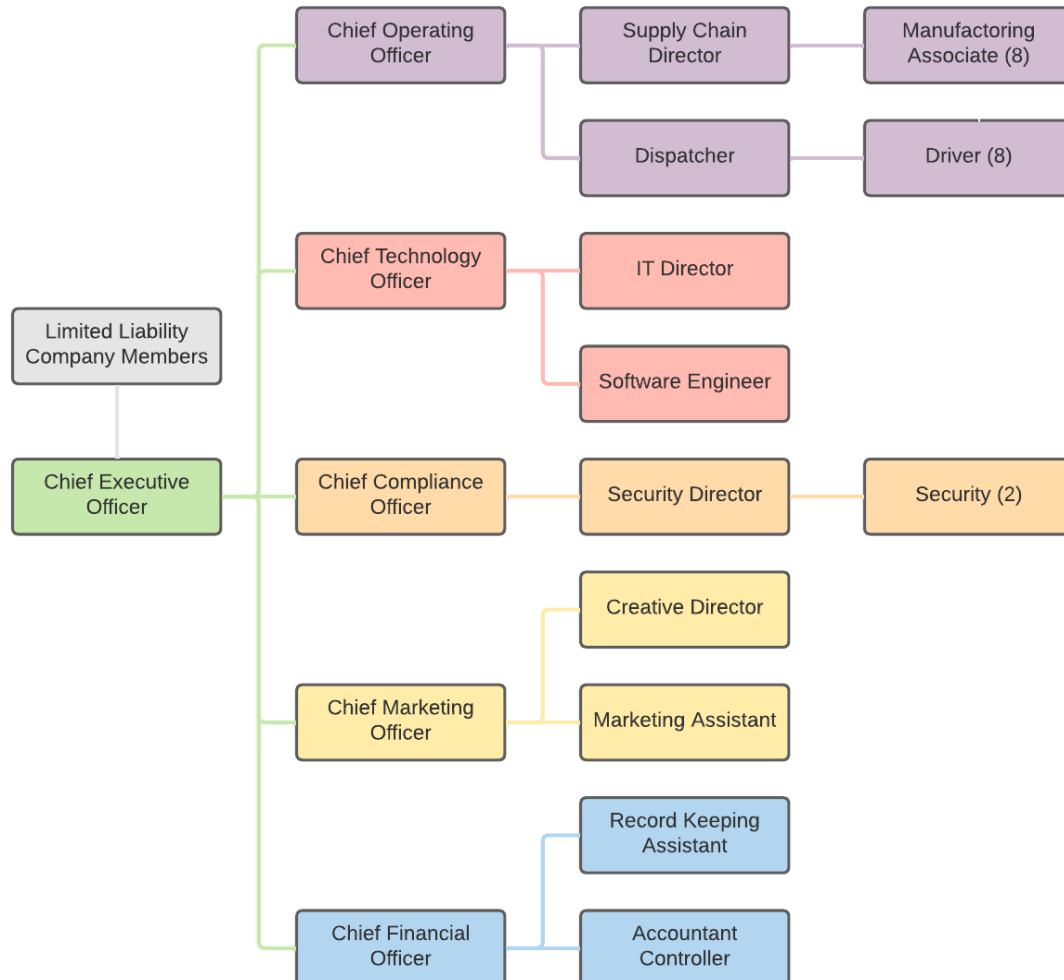 Chief Operating
Officer
Supply Chain
Director
Manufactoring
Associate (8)
Dispatcher
Driver (8)
Chief Technology
Officer
IT Director
Software Engineer
Limited Liability
Company Members
Chief Executive
Officer
Chief Compliance
Officer
Security Director
Security (2)
Creative Director
Chief Marketing
Officer
Marketing Assistant
Record Keeping
Assistant
Chief Financial
Officer
Accountant
Controller